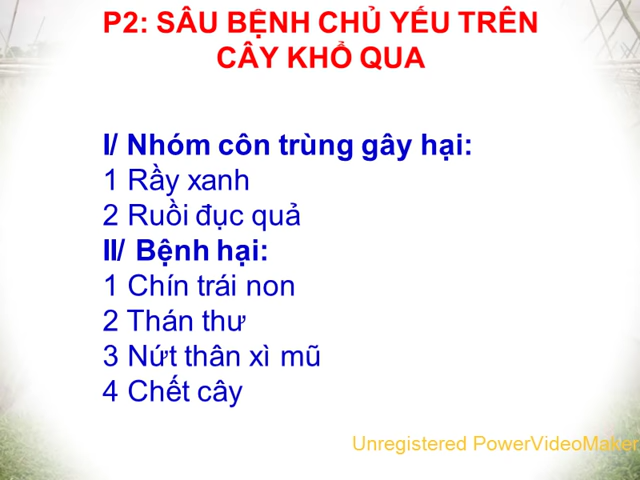 P2: SÂU BỆNH CHỦ YẾU TRÊN
CÂY KHỔ QUA
I/ Nhóm côn trùng gây hại:
1 Rầy xanh
2 Ruồi đục quả
II/ Bệnh hại:
1 Chín trái non
2 Thán thư
3 Nứt thân xì mũ
4 Chết cây
Unregistered PowerVideoMaker